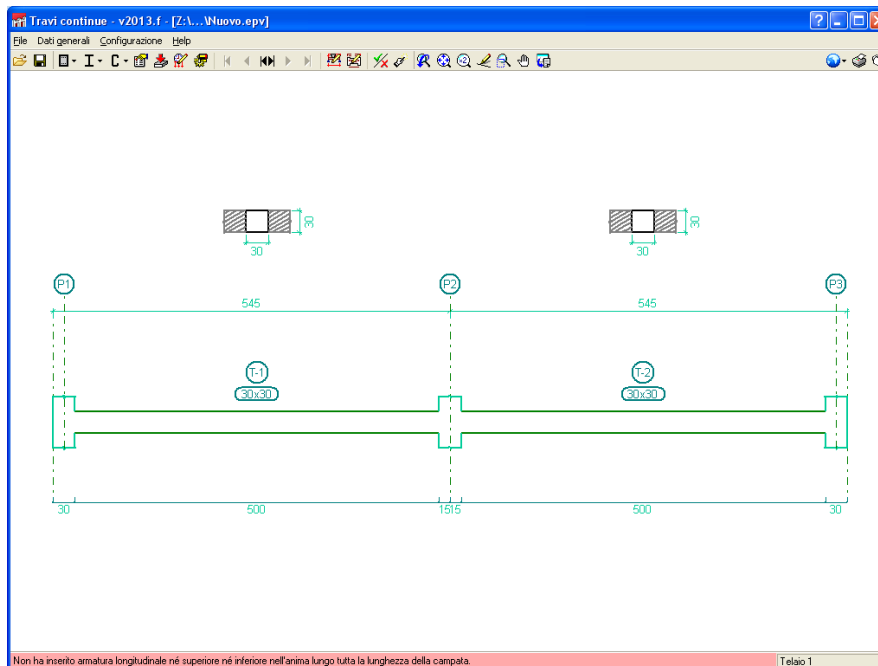 Travi continue - v2013.f - [Z:\...\Nuovo.epv]
File Dati generali Configurazione Help
30 30
30 30
P1 P2 P3
545 545
T-1 T-2
30x30 30x30
30 500 1515 500 30
Non ha inserito armatura longitudinale né superiore né inferiore nell'anima lungo tutta la lunghezza della campata. Telaio 1